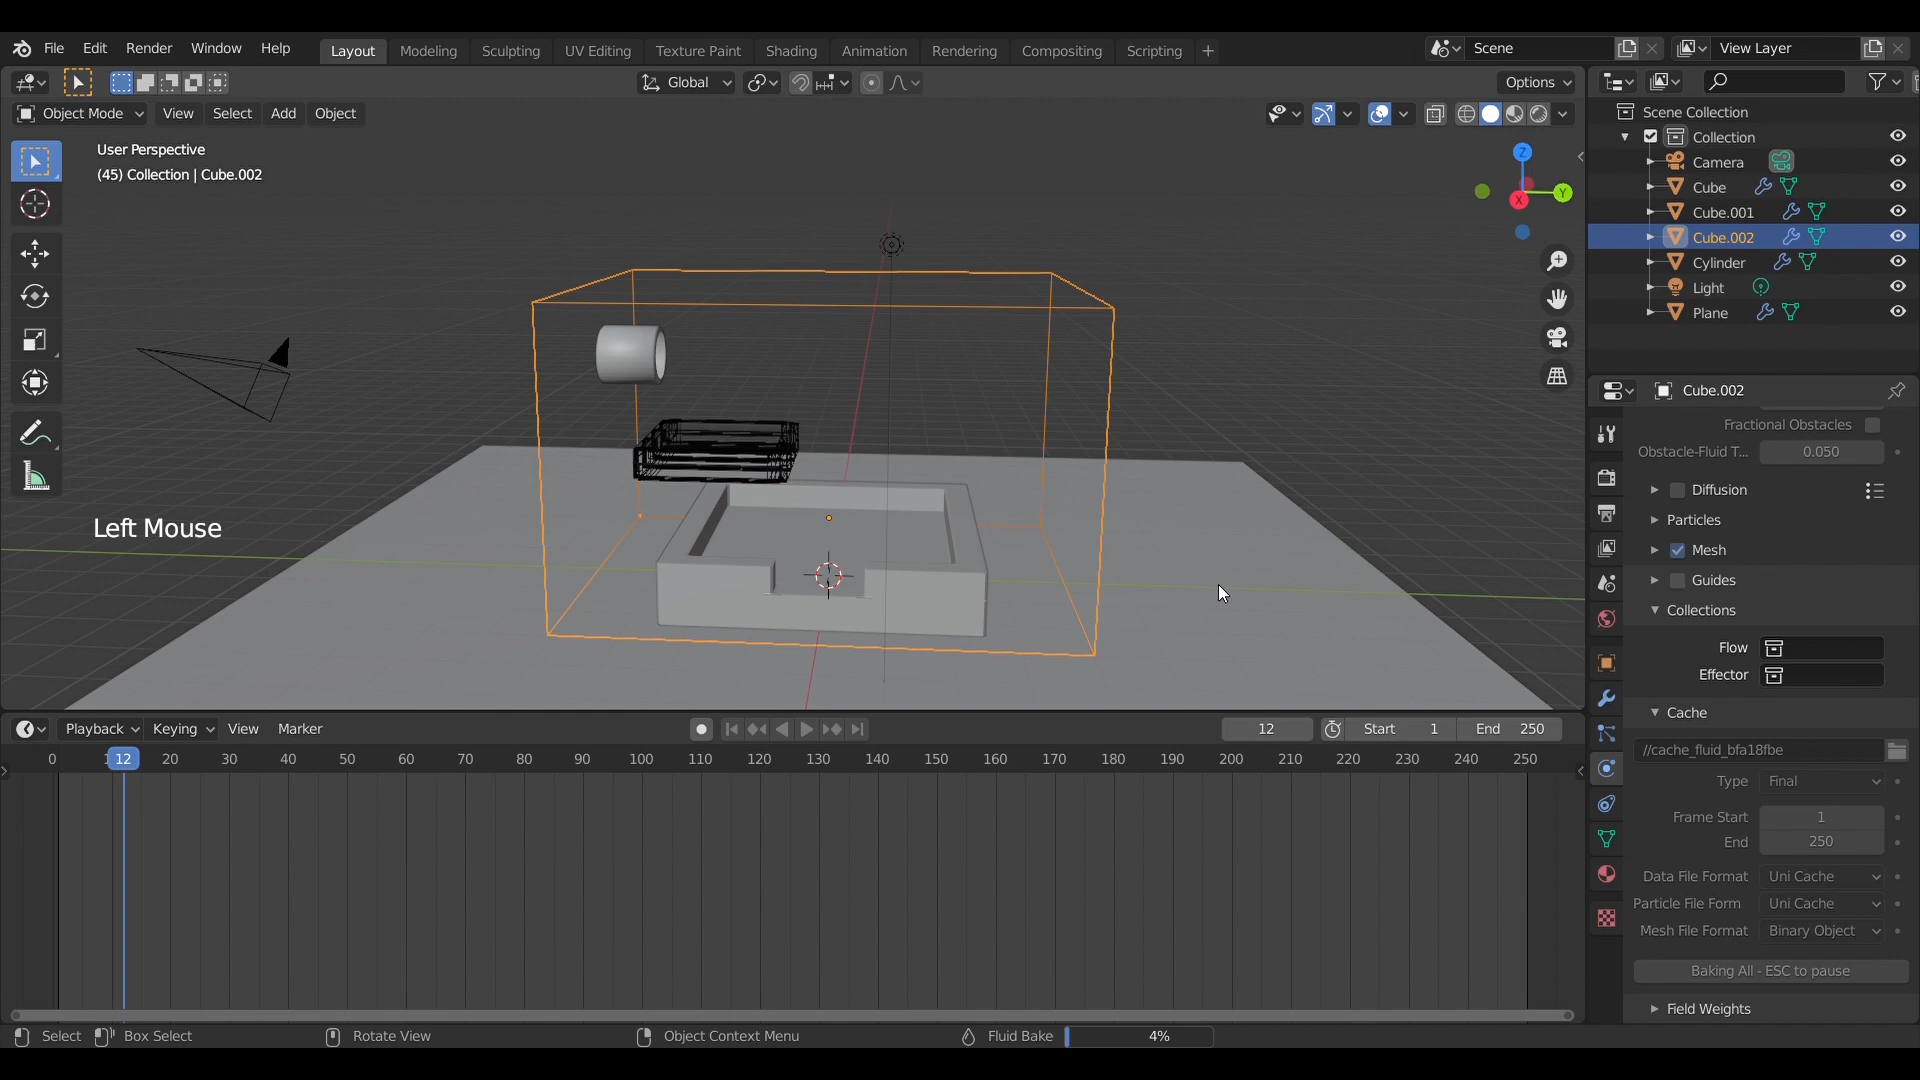 File Edit Render Window Help Layout Modeling Sculpting UV Editing Texture Paint Shading Animation Rendering Compositing Scripting + Scene View Layer
Global Options
Object Mode View Select Add Object
User Perspective
(45) Collection | Cube.002
Z
Y
X
Left Mouse
Scene Collection
Collection
Camera
Cube
Cube.001
Cube.002
Cylinder
Light
Plane
Cube.002
Fractional Obstacles
Obstacle-Fluid T... 0.050
Diffusion
Particles
Mesh
Guides
Collections
Flow
Effector
Cache
//cache_fluid_bfa18fbe
Type Final
Frame Start 1
End 250
Data File Format Uni Cache
Particle File Form Uni Cache
Mesh File Format Binary Object
Baking All - ESC to pause
Field Weights
Playback Keying View Marker 12 Start 1 End 250
0 12 20 30 40 50 60 70 80 90 100 110 120 130 140 150 160 170 180 190 200 210 220 230 240 250
Select Box Select Rotate View Object Context Menu Fluid Bake 4%